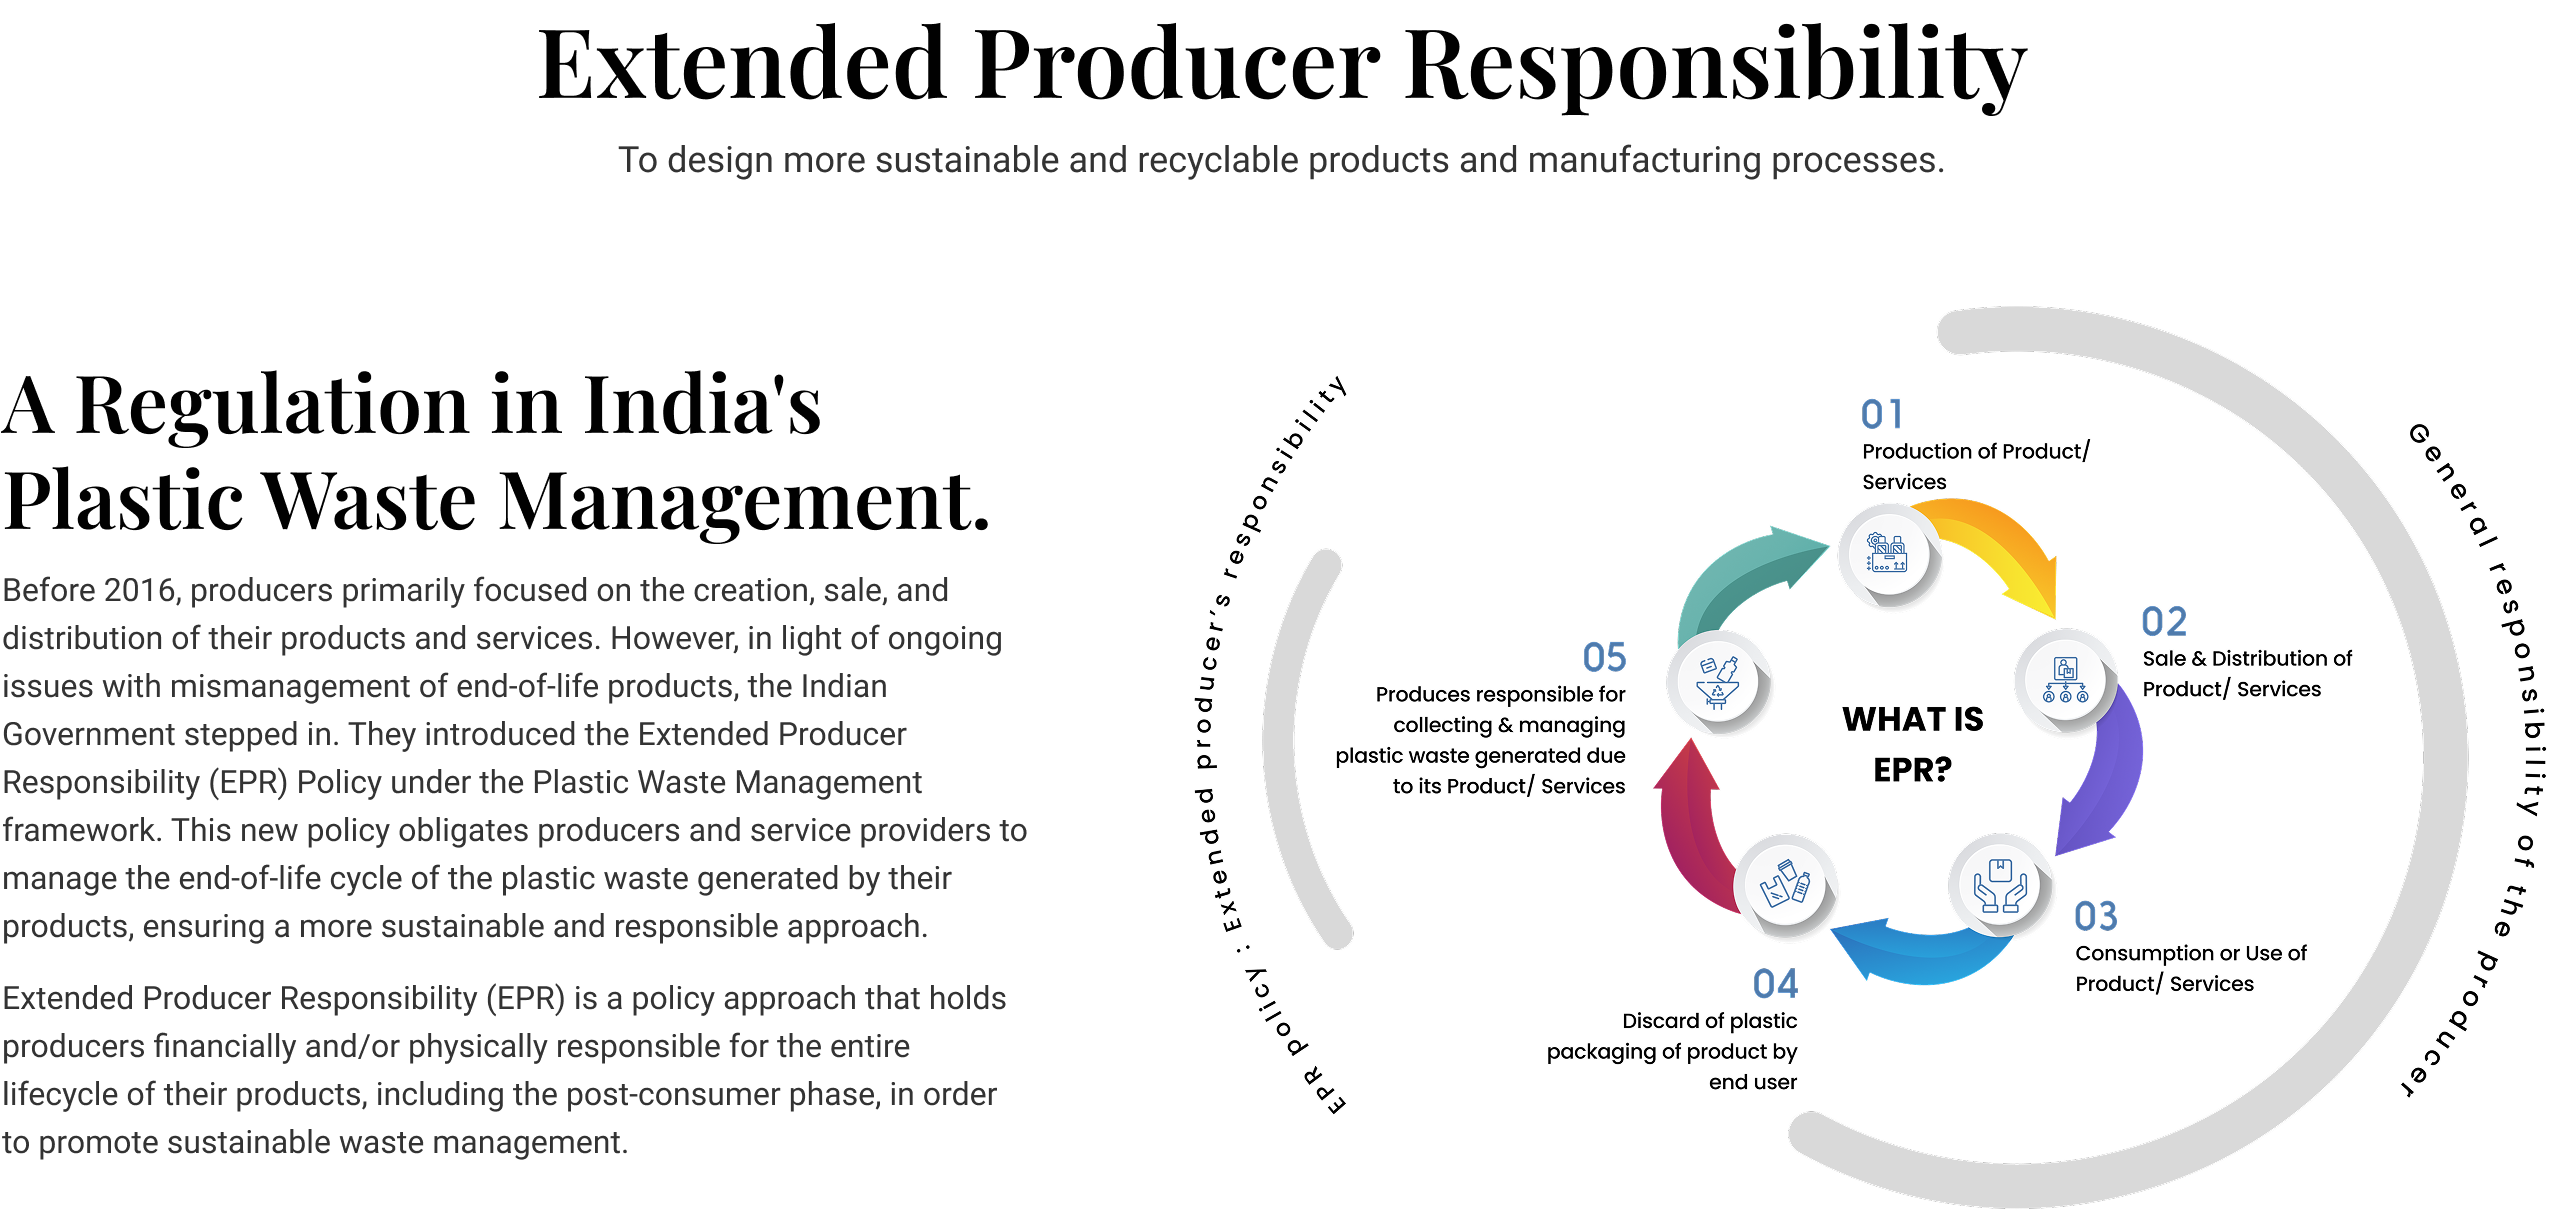 Extended Producer Responsibility
To design more sustainable and recyclable products and manufacturing processes.
A Regulation in India's
Plastic Waste Management.
Before 2016, producers primarily focused on the creation, sale, and
distribution of their products and services. However, in light of ongoing
issues with mismanagement of end-of-life products, the Indian
Government stepped in. They introduced the Extended Producer
Responsibility (EPR) Policy under the Plastic Waste Management
framework. This new policy obligates producers and service providers to
manage the end-of-life cycle of the plastic waste generated by their
products, ensuring a more sustainable and responsible approach.
Extended Producer Responsibility (EPR) is a policy approach that holds
producers financially and/or physically responsible for the entire
lifecycle of their products, including the post-consumer phase, in order
to promote sustainable waste management.
EPR policy : Extended producer's responsibility
WHAT IS
EPR?
01
Production of Product/
Services
02
Sale & Distribution of
Product/ Services
03
Consumption or Use of
Product/ Services
04
Discard of plastic
packaging of product by
end user
05
Produces responsible for
collecting & managing
plastic waste generated due
to its Product/ Services
General responsibility of the producer